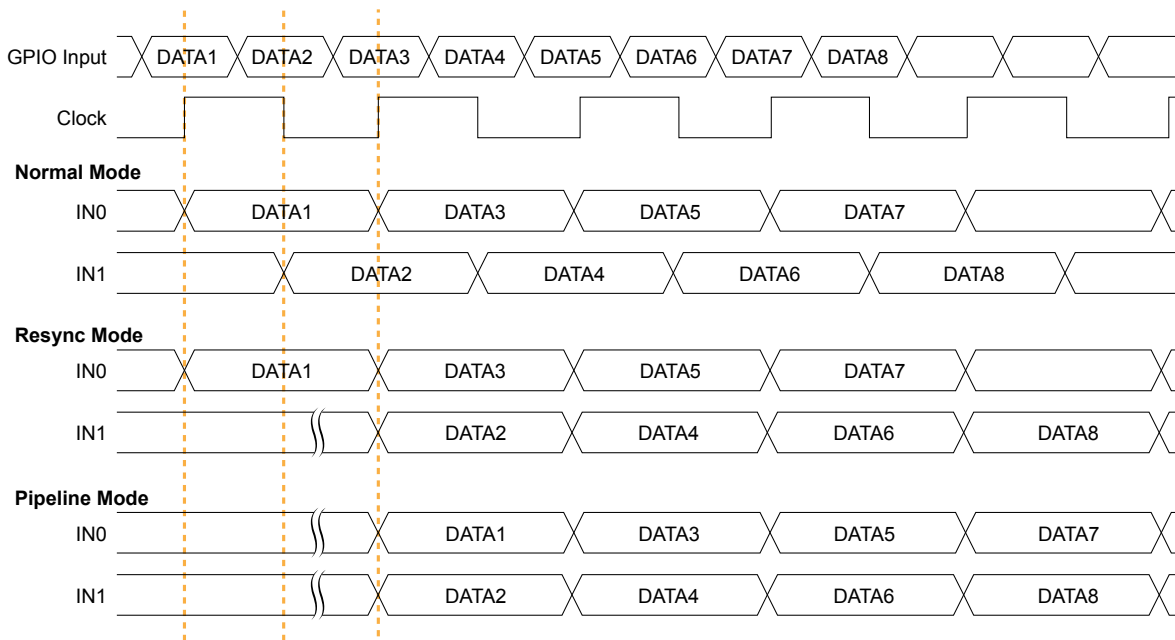 GPIO Input DATA1 DATA2 DATA3 DATA4 DATA5 DATA6 DATA7 DATA8
Clock
Normal Mode
IN0 DATA1 DATA3 DATA5 DATA7
IN1 DATA2 DATA4 DATA6 DATA8
Resync Mode
IN0 DATA1 DATA3 DATA5 DATA7
IN1 DATA2 DATA4 DATA6 DATA8
Pipeline Mode
IN0 DATA1 DATA3 DATA5 DATA7
IN1 DATA2 DATA4 DATA6 DATA8